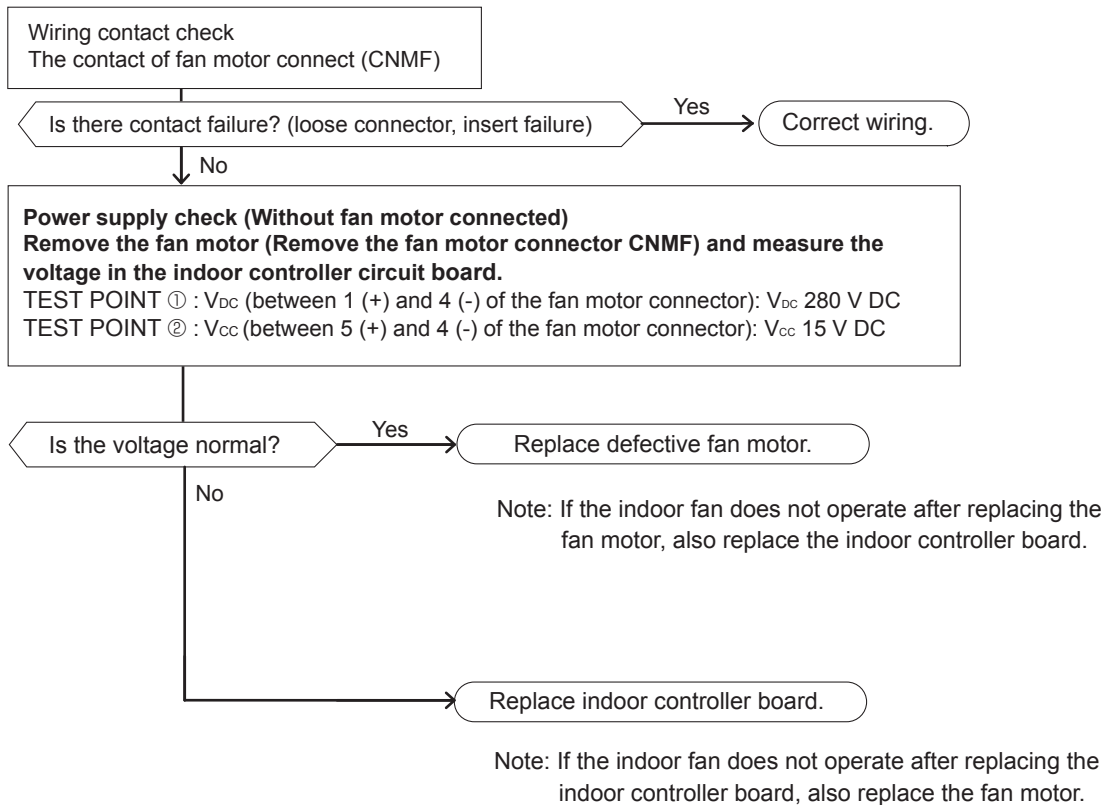 Wiring contact check
The contact of fan motor connect (CNMF)
Is there contact failure? (loose connector, insert failure)
Yes
Correct wiring.
No
Power supply check (Without fan motor connected)
Remove the fan motor (Remove the fan motor connector CNMF) and measure the
voltage in the indoor controller circuit board.
TEST POINT ① : VDC (between 1 (+) and 4 (-) of the fan motor connector): VDC 280 V DC
TEST POINT ② : VCC (between 5 (+) and 4 (-) of the fan motor connector): VCC 15 V DC
Is the voltage normal?
Yes
Replace defective fan motor.
No
Note: If the indoor fan does not operate after replacing the
fan motor, also replace the indoor controller board.
Replace indoor controller board.
Note: If the indoor fan does not operate after replacing the
indoor controller board, also replace the fan motor.